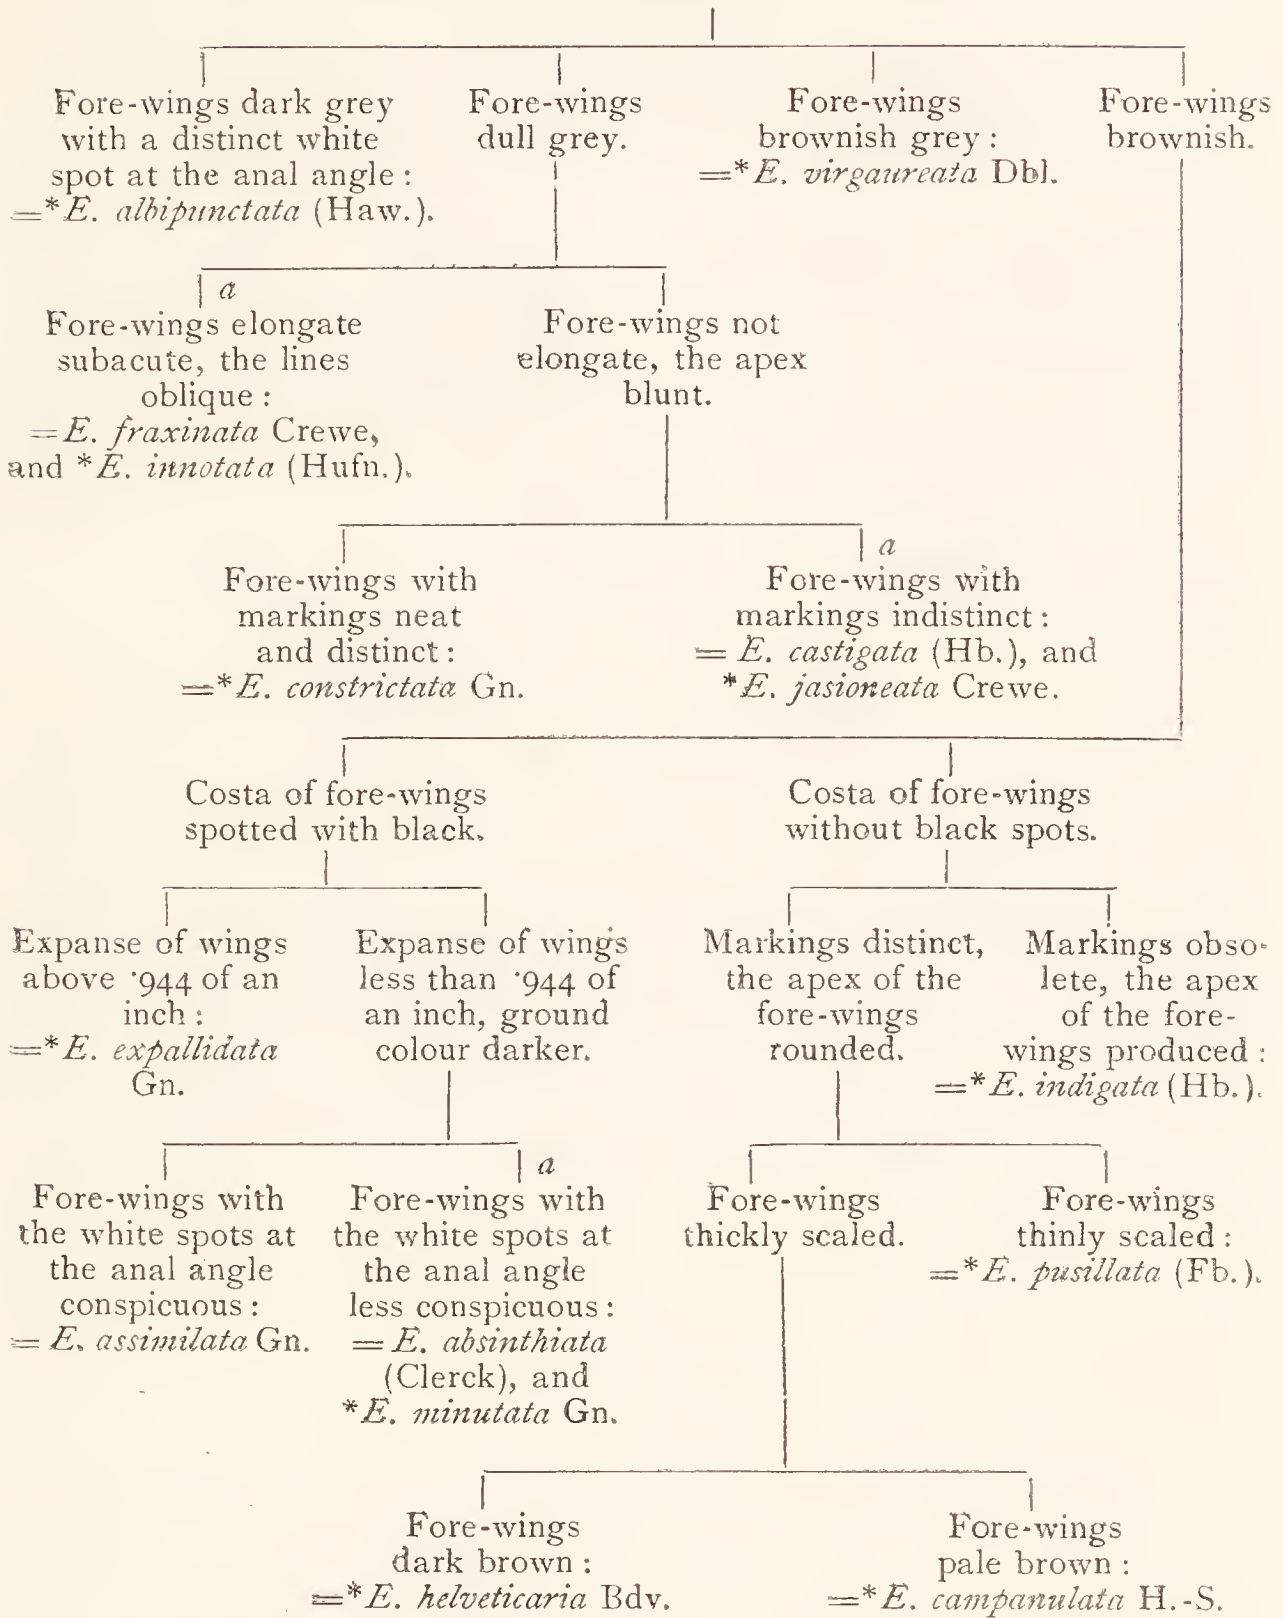 Fore-wings dark grey
with a distinct white
spot at the anal angle :
=*E. albipunctata (Haw.).
Fore-wings
dull grey.
Fore-wings
brownish grey :
=*E. virgaureata Dbl.
Fore-wings
brownish.
a
Fore-wings elongate
subacute, the lines
oblique :
=E. fraxinata Crewe,
and *E. innotata (Hufn.).
Fore-wings not
elongate, the apex
blunt.
Fore-wings with
markings neat
and distinct :
=*E. constrictata Gn.
a
Fore-wings with
markings indistinct :
= E. castigata (Hb.), and
*E. jasioneata Crewe.
Costa of fore-wings
spotted with black.
Costa of fore-wings
without black spots.
Expanse of wings
above ·944 of an
inch :
=*E. expallidata
Gn.
Expanse of wings
less than ·944 of
an inch, ground
colour darker.
Markings distinct,
the apex of the
fore-wings
rounded.
Markings obso-
lete, the apex
of the fore-
wings produced :
=*E. indigata (Hb.).
Fore-wings with
the white spots at
the anal angle
conspicuous :
= E. assimilata Gn.
a
Fore-wings with
the white spots at
the anal angle
less conspicuous :
= E. absinthiata
(Clerck), and
*E. minutata Gn.
Fore-wings
thickly scaled.
Fore-wings
thinly scaled :
=*E. pusillata (Fb.).
Fore-wings
dark brown :
=*E. helveticaria Bdv.
Fore-wings
pale brown :
=*E. campanulata H.-S.